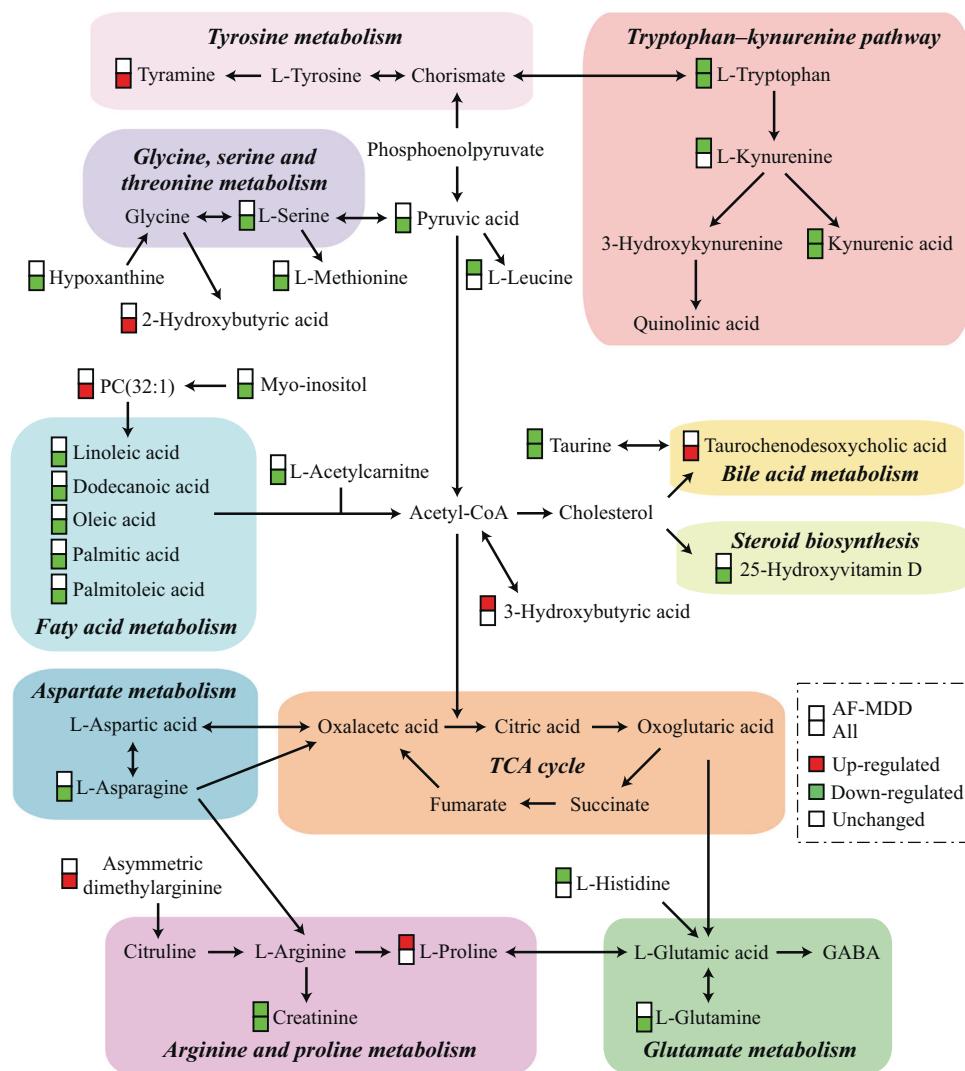 Tyrosine metabolism
Tyramine
L-Tyrosine
Chorismate
Tryptophan–kynurenine pathway
L-Tryptophan
L-Kynurenine
3-Hydroxykynurenine
Kynurenic acid
Quinolinic acid
Phosphoenolpyruvate
Glycine, serine and
threonine metabolism
Glycine
L-Serine
Pyruvic acid
Hypoxanthine
L-Methionine
L-Leucine
2-Hydroxybutyric acid
PC(32:1)
Myo-inositol
Linoleic acid
Dodecanoic acid
Oleic acid
Palmitic acid
Palmitoleic acid
Faty acid metabolism
L-Acetylcarnitne
Acetyl-CoA
Cholesterol
Taurine
Taurochenodesoxycholic acid
Bile acid metabolism
Steroid biosynthesis
25-Hydroxyvitamin D
3-Hydroxybutyric acid
Aspartate metabolism
L-Aspartic acid
L-Asparagine
Oxalacetc acid
Citric acid
Oxoglutaric acid
TCA cycle
Fumarate
Succinate
AF-MDD
All
Up-regulated
Down-regulated
Unchanged
Asymmetric
dimethylarginine
L-Histidine
Citruline
L-Arginine
L-Proline
Creatinine
Arginine and proline metabolism
L-Glutamic acid
GABA
L-Glutamine
Glutamate metabolism